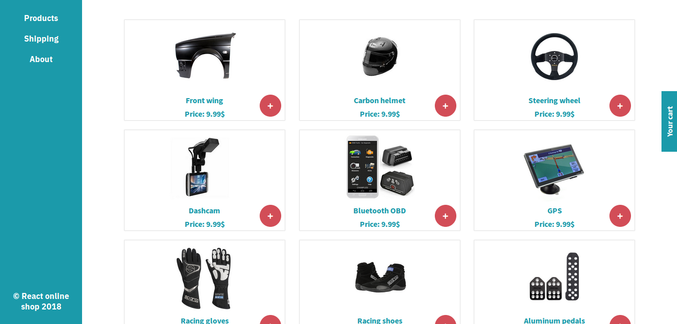 Products
Shipping
About
Front wing
Price: 9.99$
+
Carbon helmet
Price: 9.99$
+
Steering wheel
Price: 9.99$
+
Your cart
Dashcam
Price: 9.99$
+
Bluetooth OBD
Price: 9.99$
+
GPS
Price: 9.99$
+
Racing gloves
Racing shoes
Aluminum pedals
© React online
shop 2018